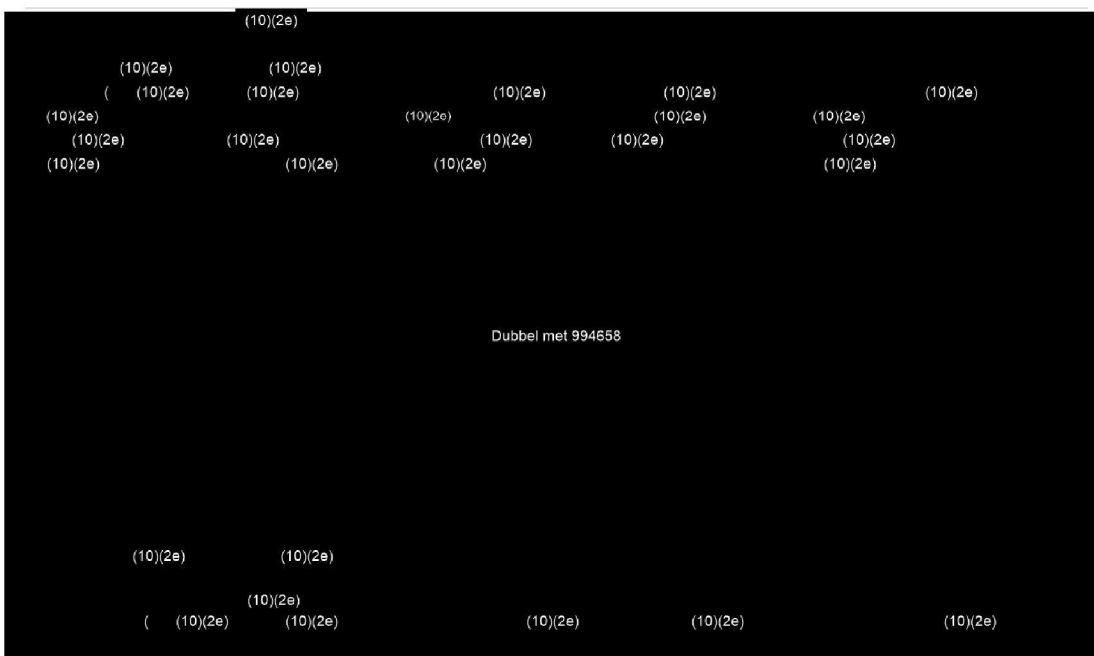 (10)(2e)
(10)(2e) (10)(2e)
( (10)(2e) (10)(2e) (10)(2e) (10)(2e) (10)(2e)
(10)(2e) (10)(2e) (10)(2e) (10)(2e)
(10)(2e) (10)(2e) (10)(2e) (10)(2e) (10)(2e)
(10)(2e) (10)(2e) (10)(2e) (10)(2e)
Dubbel met 994658
(10)(2e) (10)(2e)
(10)(2e)
( (10)(2e) (10)(2e) (10)(2e) (10)(2e) (10)(2e)